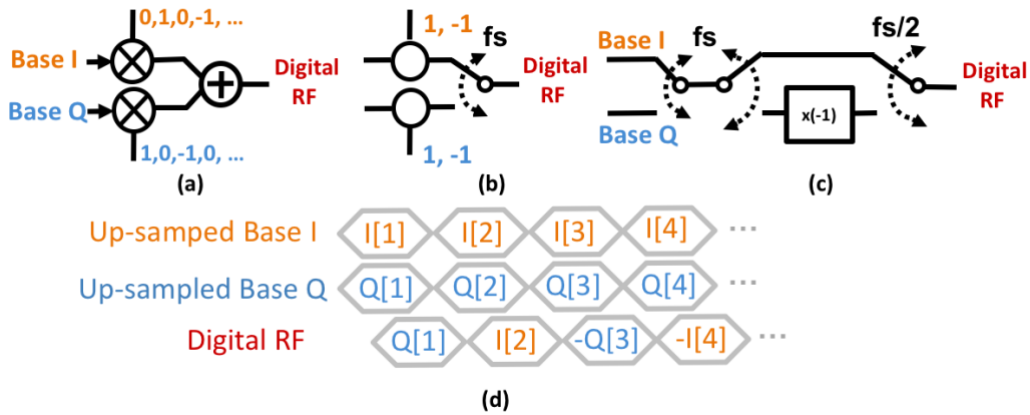 0,1,0,-1, ...
Base I
Base Q
Digital
RF
1,0,-1,0, ...
(a)
1, -1
fs
Digital
RF
1, -1
(b)
Base I
fs
fs/2
Digital
RF
x(-1)
Base Q
(c)
Up-samped Base I
I[1] I[2] I[3] I[4] ...
Up-sampled Base Q
Q[1] Q[2] Q[3] Q[4] ...
Digital RF
Q[1] I[2] -Q[3] -I[4] ...
(d)